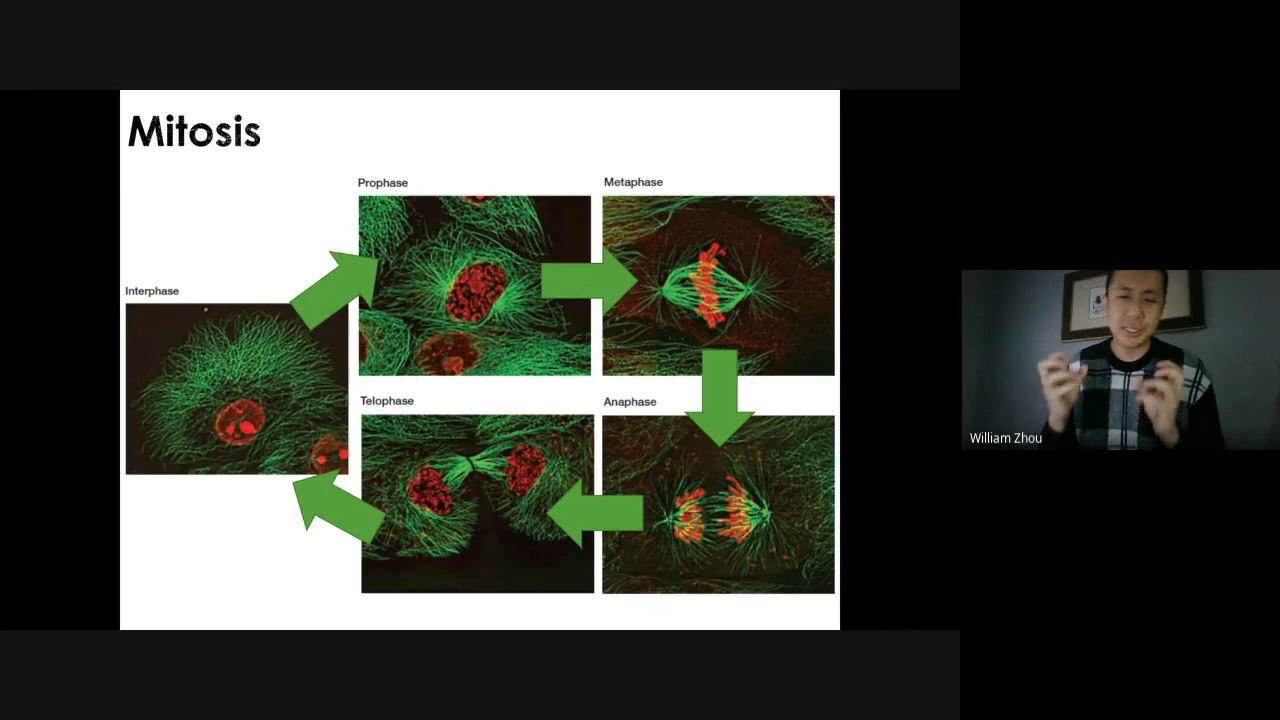 Mitosis
Prophase
Metaphase
Interphase
Telophase
Anaphase
William Zhou